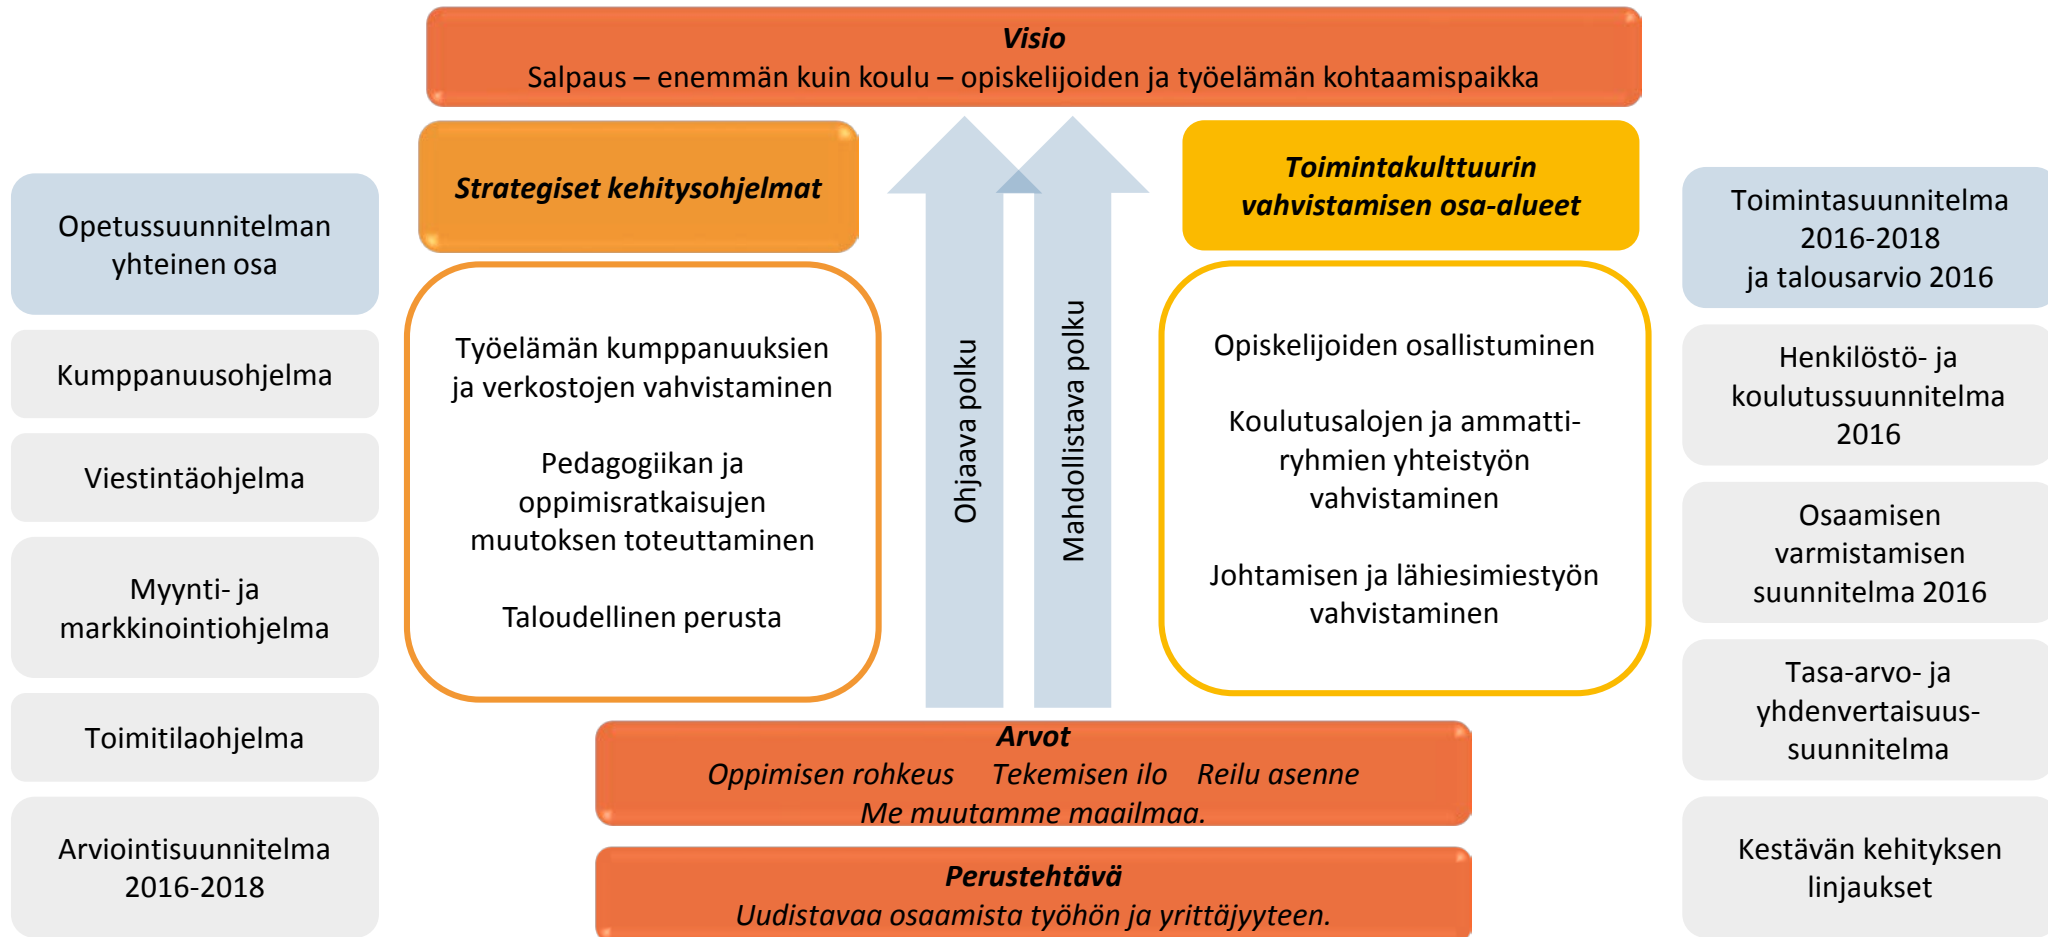 Visio
Salpaus – enemmän kuin koulu – opiskelijoiden ja työelämän kohtaamispaikka
Opetussuunnitelman
yhteinen osa
Kumppanuusohjelma
Viestintäohjelma
Myynti- ja
markkinointiohjelma
Toimitilaohjelma
Arviointisuunnitelma
2016-2018
Strategiset kehitysohjelmat
Työelämän kumppanuuksien
ja verkostojen vahvistaminen
Pedagogiikan ja
oppimisratkaisujen
muutoksen toteuttaminen
Taloudellinen perusta
Ohjaava polku
Mahdollistava polku
Toimintakulttuurin
vahvistamisen osa-alueet
Opiskelijoiden osallistuminen
Koulutusalojen ja ammatti-
ryhmien yhteistyön
vahvistaminen
Johtamisen ja lähiesimiestyön
vahvistaminen
Toimintasuunnitelma
2016-2018
ja talousarvio 2016
Henkilöstö- ja
koulutussuunnitelma
2016
Osaamisen
varmistamisen
suunnitelma 2016
Tasa-arvo- ja
yhdenvertaisuus-
suunnitelma
Kestävän kehityksen
linjaukset
Arvot
Oppimisen rohkeus Tekemisen ilo Reilu asenne
Me muutamme maailmaa.
Perustehtävä
Uudistavaa osaamista työhön ja yrittäjyyteen.